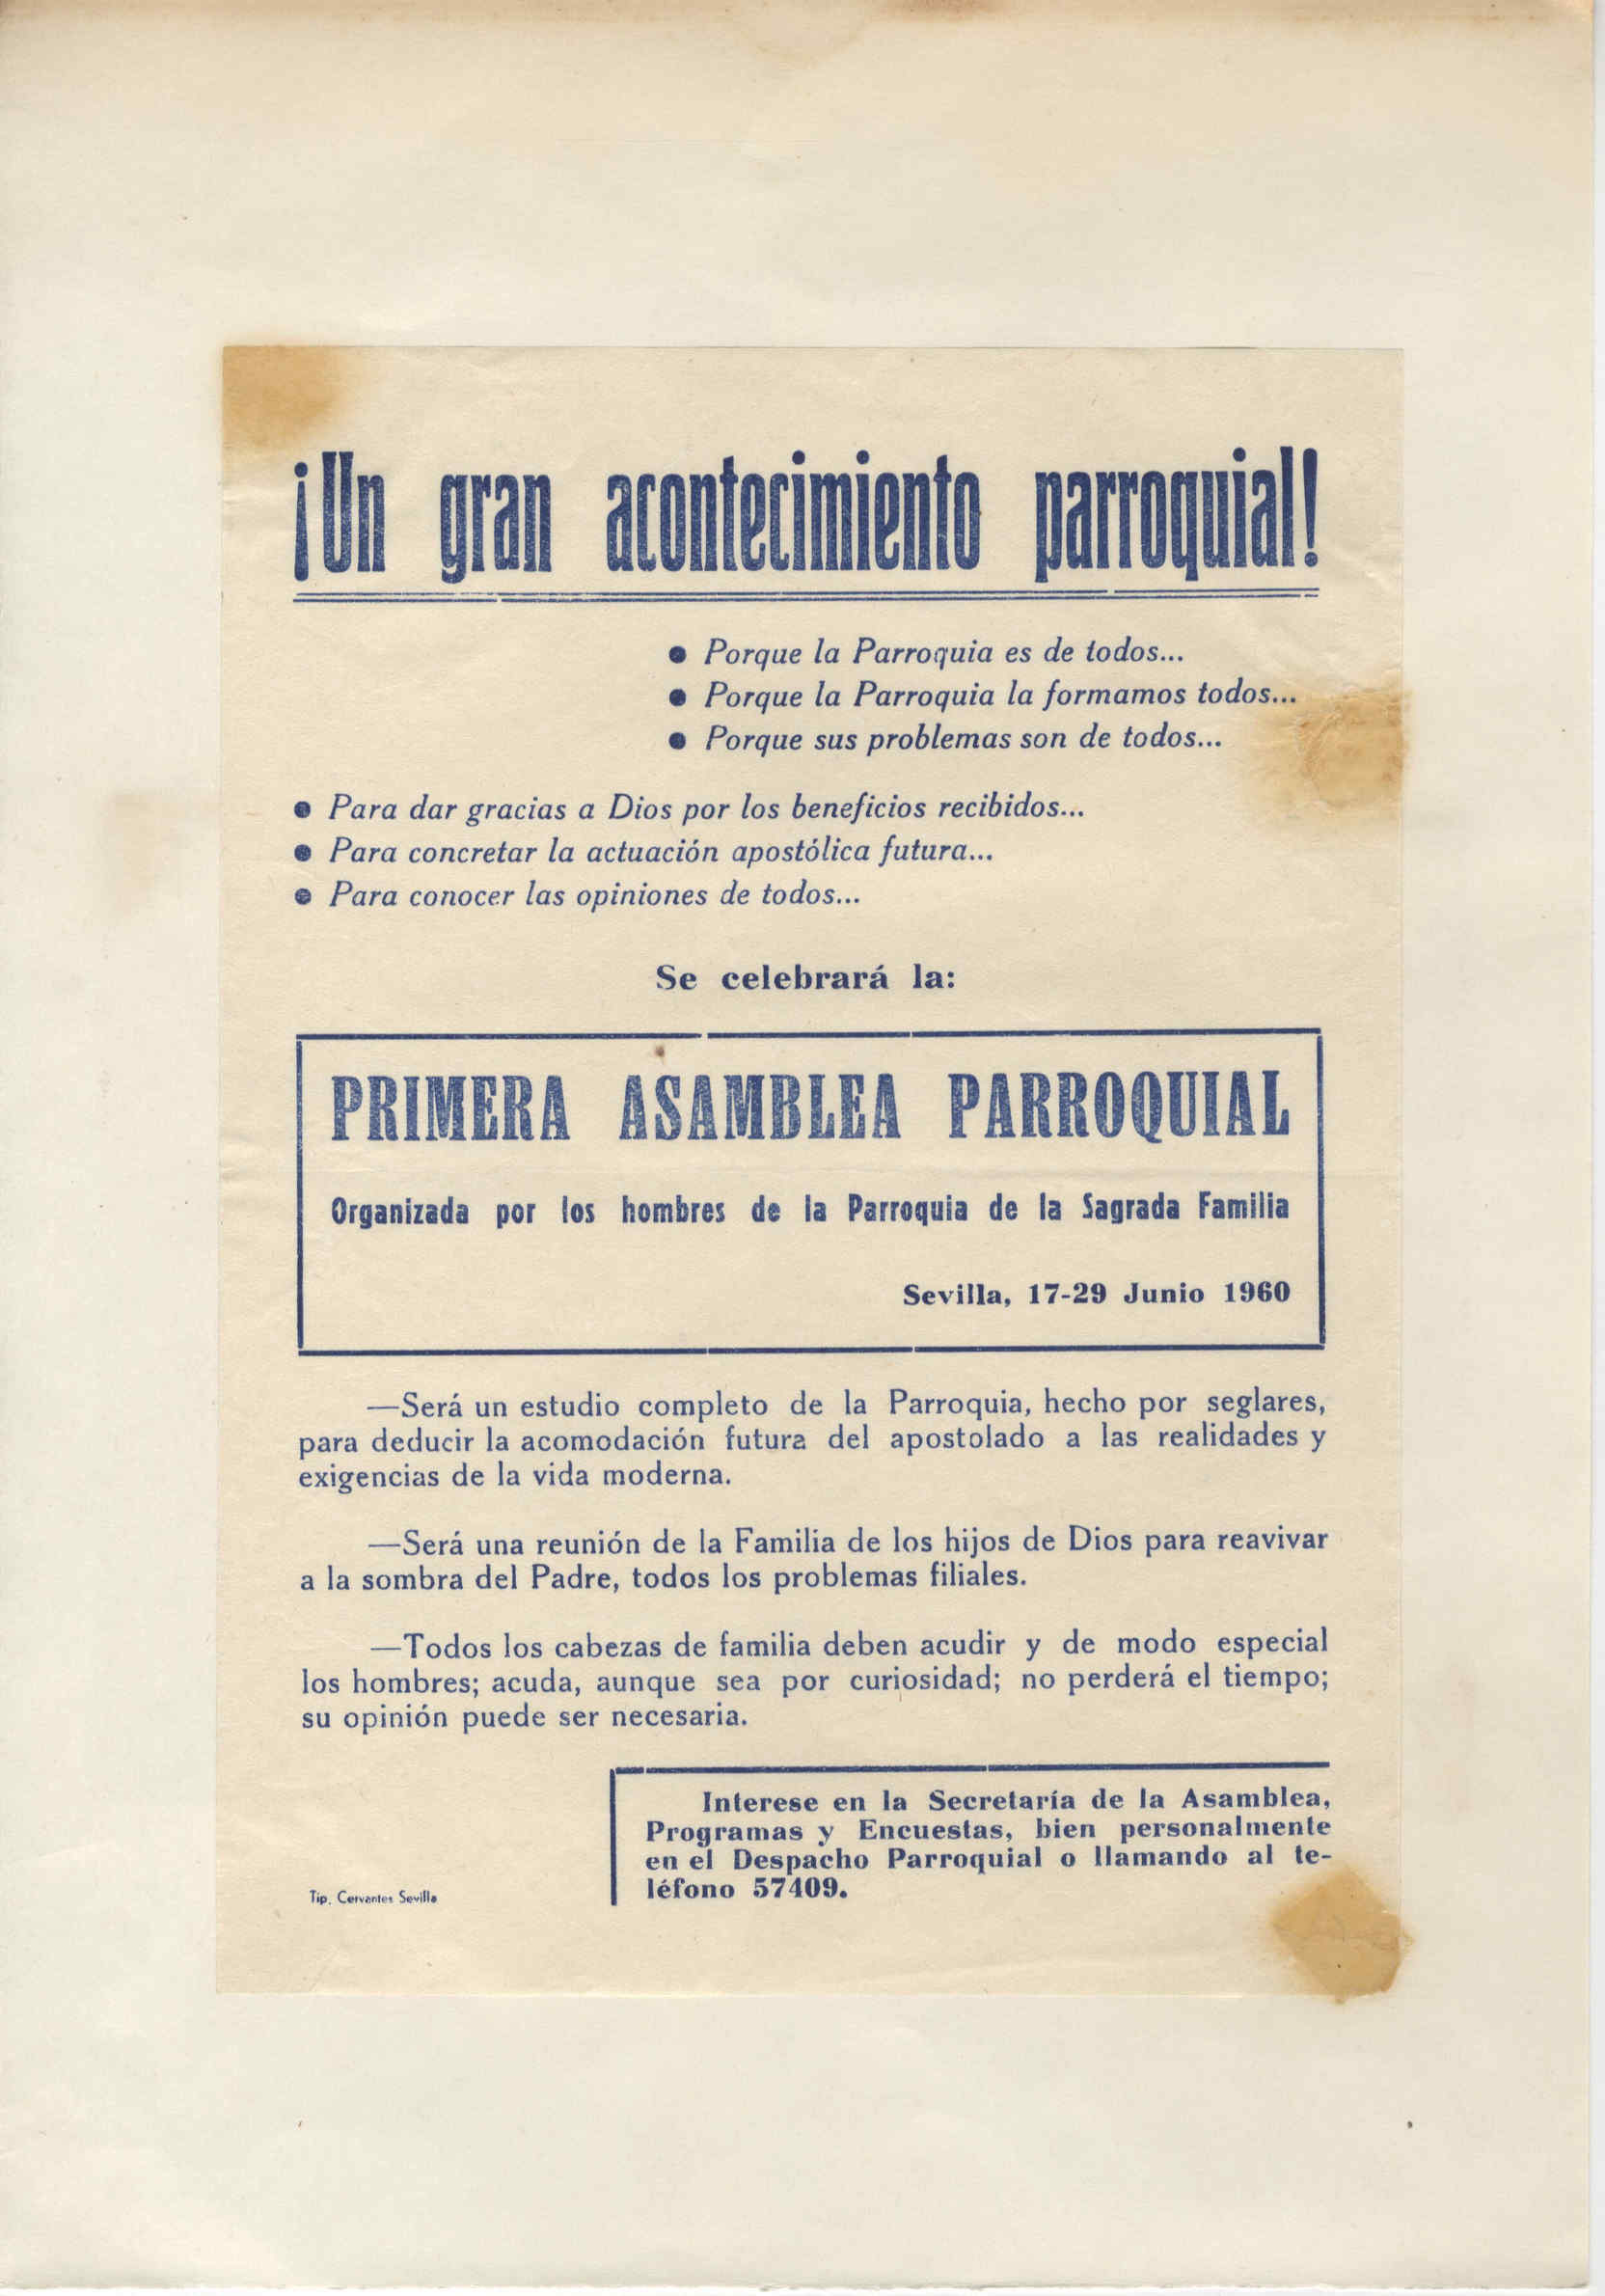 ¡Un gran acontecimiento parroquial!
● Porque la Parroquia es de todos...
● Porque la Parroquia la formamos todos...
● Porque sus problemas son de todos...
● Para dar gracias a Dios por los beneficios recibidos...
● Para concretar la actuación apostólica futura...
● Para conocer las opiniones de todos...
Se celebrará la:
PRIMERA ASAMBLEA PARROQUIAL
Organizada por los hombres de la Parroquia de la Sagrada Familia
Sevilla, 17-29 Junio 1960
—Será un estudio completo de la Parroquia, hecho por seglares,
para deducir la acomodación futura del apostolado a las realidades y
exigencias de la vida moderna.
—Será una reunión de la Familia de los hijos de Dios para reavivar
a la sombra del Padre, todos los problemas filiales.
—Todos los cabezas de familia deben acudir y de modo especial
los hombres; acuda, aunque sea por curiosidad; no perderá el tiempo;
su opinión puede ser necesaria.
Interese en la Secretaría de la Asamblea,
Programas y Encuestas, bien personalmente
en el Despacho Parroquial o llamando al te-
léfono 57409.
Tip. Cervantes Sevilla